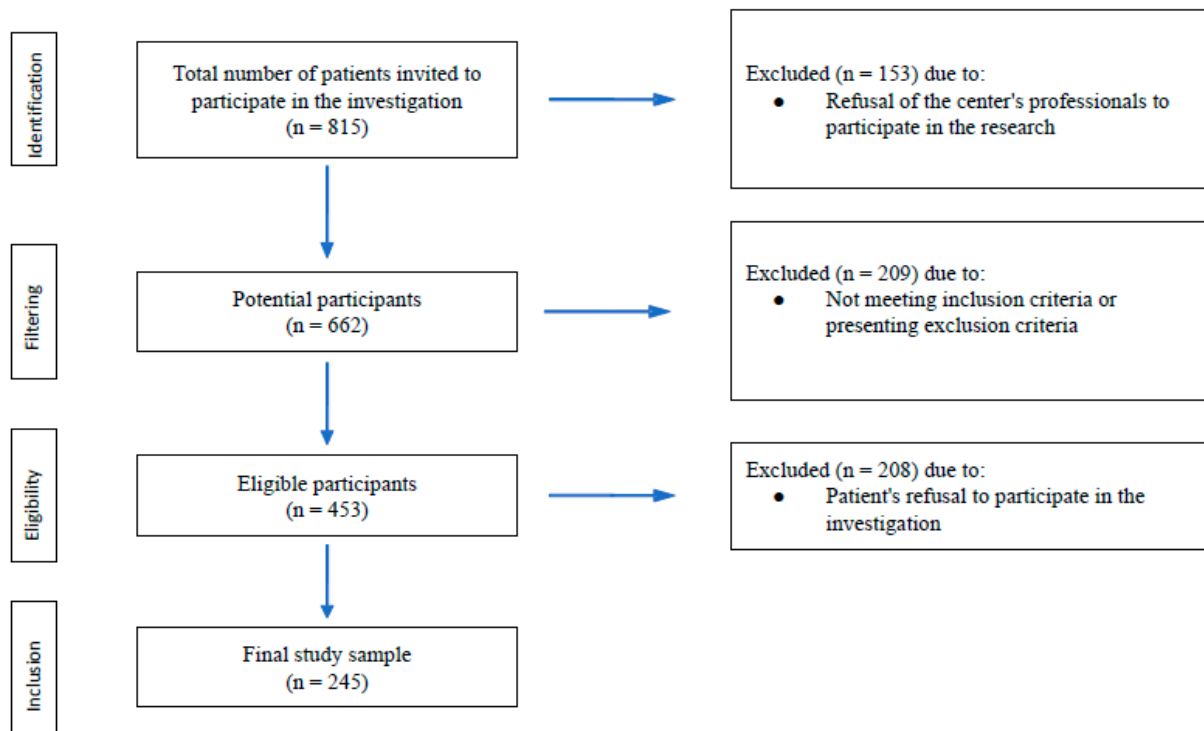 Identification
Total number of patients invited to
participate in the investigation
(n = 815)
Excluded (n = 153) due to:
● Refusal of the center's professionals to
participate in the research
Filtering
Potential participants
(n = 662)
Excluded (n = 209) due to:
● Not meeting inclusion criteria or
presenting exclusion criteria
Eligibility
Eligible participants
(n = 453)
Excluded (n = 208) due to:
● Patient's refusal to participate in the
investigation
Inclusion
Final study sample
(n = 245)